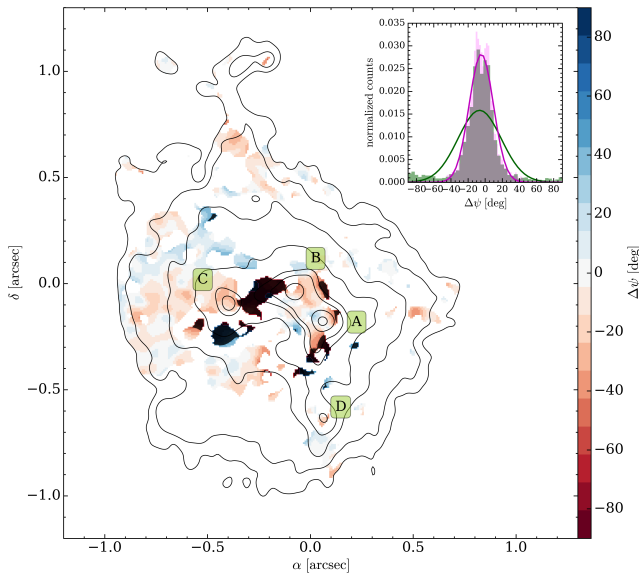 0.035
0.030
0.025
0.020
0.015
0.010
0.005
0.000
normalized counts
−80 −60 −40 −20 0 20 40 60 80
Δψ [deg]
1.0
0.5
0.0
−0.5
−1.0
δ [arcsec]
B
C
A
D
−1.0 −0.5 0.0 0.5 1.0
α [arcsec]
80
60
40
20
0
−20
−40
−60
−80
Δψ [deg]